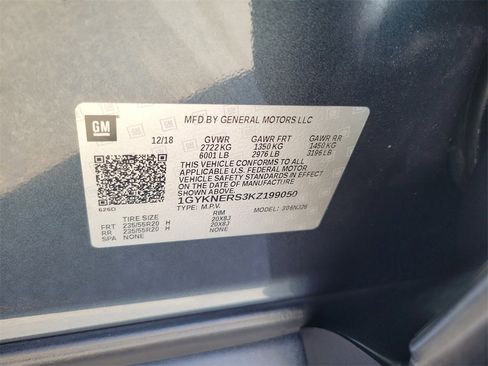 GM
MFD BY GENERAL MOTORS LLC
12/18 GVWR GAWR FRT GAWR RR
2722 KG 1350 KG 1450 KG
6001 LB 2976 LB 3196 LB
THIS VEHICLE CONFORMS TO ALL
APPLICABLE U.S. FEDERAL MOTOR
VEHICLE SAFETY STANDARDS IN EFFECT
ON THE DATE OF MANUFACTURE
SHOWN ABOVE.
1GYKNERS3KZ199050
TYPE: M.P.V. MODEL:
626D
TIRE SIZE RIM
FRT 235/55R20 H 20X8J
RR 235/55R20 H 20X8J
SPA NONE NONE